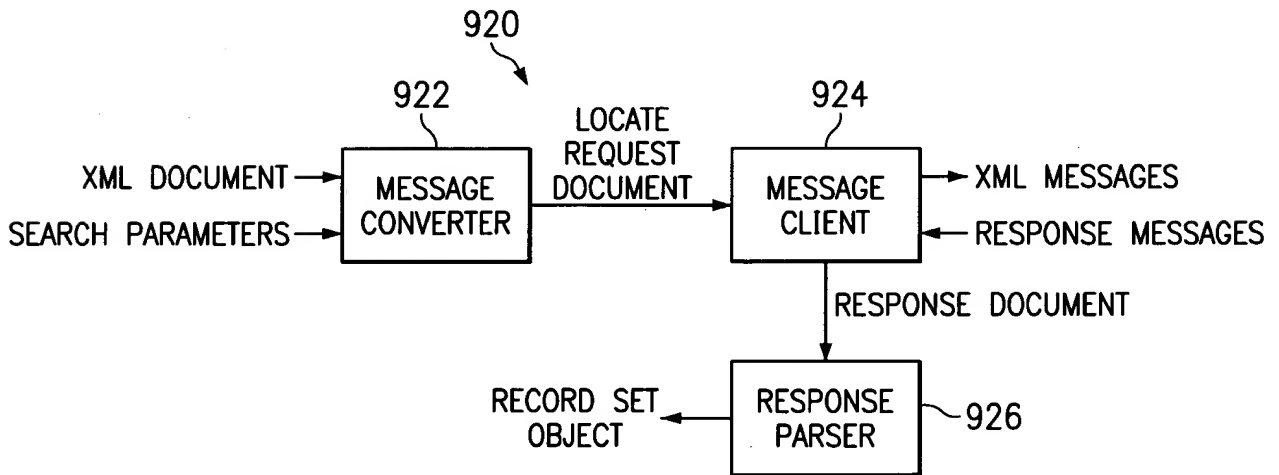 920
922
924
LOCATE
REQUEST
DOCUMENT
XML DOCUMENT
SEARCH PARAMETERS
MESSAGE
CONVERTER
MESSAGE
CLIENT
XML MESSAGES
RESPONSE MESSAGES
RESPONSE DOCUMENT
RECORD SET
OBJECT
RESPONSE
PARSER
926